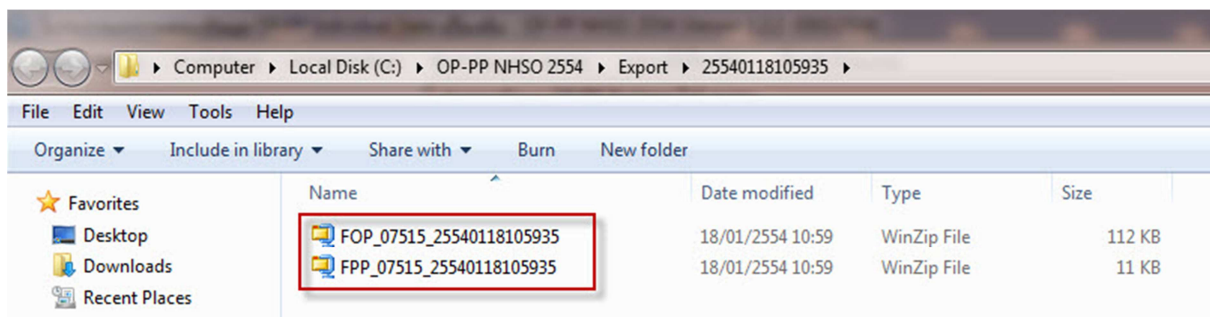 Computer ▸ Local Disk (C:) ▸ OP-PP NHSO 2554 ▸ Export ▸ 25540118105935 ▸
File Edit View Tools Help
Organize ▾ Include in library ▾ Share with ▾ Burn New folder
Favorites Name Date modified Type Size
Desktop FOP_07515_25540118105935 18/01/2554 10:59 WinZip File 112 KB
Downloads FPP_07515_25540118105935 18/01/2554 10:59 WinZip File 11 KB
Recent Places